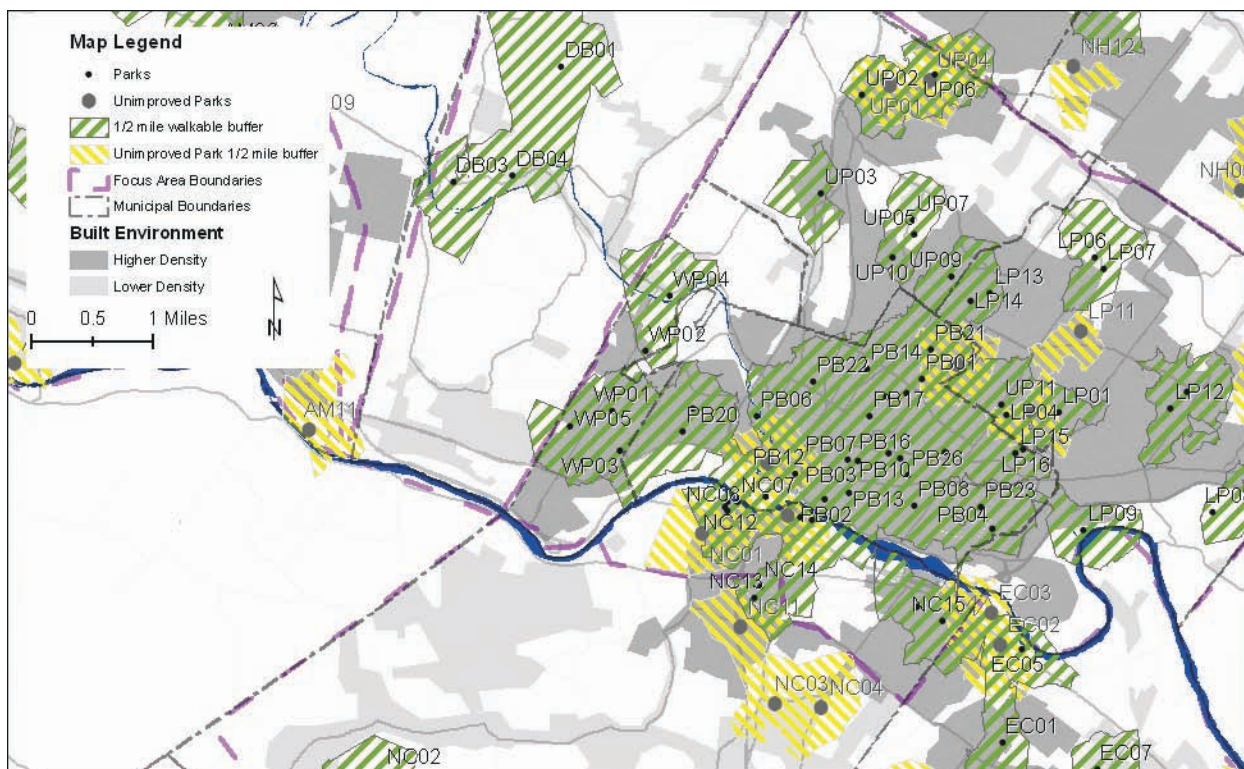 Map Legend
Parks
Unimproved Parks
1/2 mile walkable buffer
Unimproved Park 1/2 mile buffer
Focus Area Boundaries
Municipal Boundaries
Built Environment
Higher Density
Lower Density
0 0.5 1 Miles
N
09
DB01
DB03
DB04
UP02
UP04
UP01
UP06
NH12
UP03
UP05
UP07
UP10
UP09
LP13
LP14
LP06
LP07
LP11
WP04
WP02
WP01
WP05
WP03
PB20
PB06
PB22
PB14
PB21
PB01
PB17
UP11
LP04
LP01
LP12
LP15
LP16
AM11
PB12
PB07
PB16
PB03
PB10
PB26
PB13
PB08
PB23
PB04
PB02
LP09
NC07
NC08
NC12
NC01
NC14
NC13
NC11
NC15
EC03
EC02
EC05
NC03
NC04
NC02
EC01
EC07